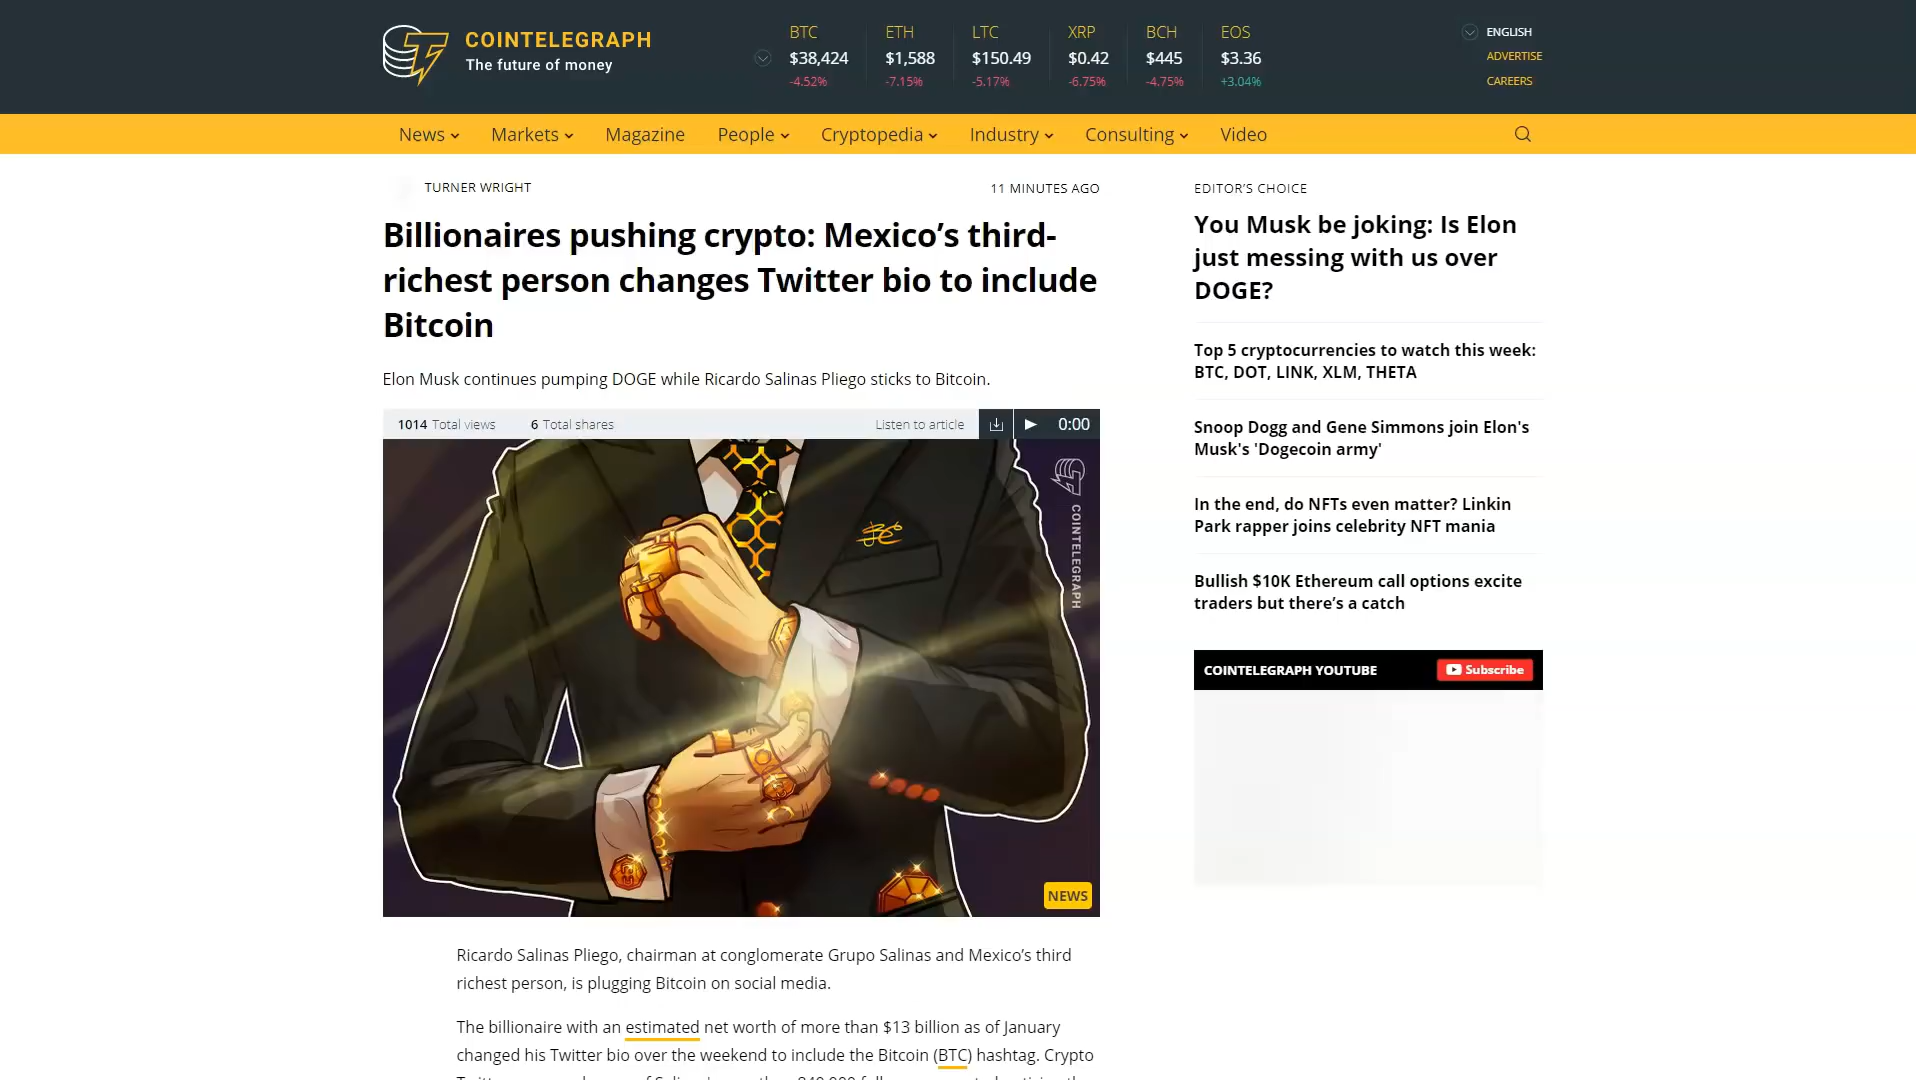 COINTELEGRAPH
The future of money
BTC
$38,424
-4.52%
ETH
$1,588
-7.15%
LTC
$150.49
-5.17%
XRP
$0.42
-6.75%
BCH
$445
-4.75%
EOS
$3.36
+3.04%
ENGLISH
ADVERTISE
CAREERS
News
Markets
Magazine
People
Cryptopedia
Industry
Consulting
Video
TURNER WRIGHT
11 MINUTES AGO
Billionaires pushing crypto: Mexico’s third-
richest person changes Twitter bio to include
Bitcoin
Elon Musk continues pumping DOGE while Ricardo Salinas Pliego sticks to Bitcoin.
1014 Total views
6 Total shares
Listen to article
0:00
COINTELEGRAPH
NEWS
Ricardo Salinas Pliego, chairman at conglomerate Grupo Salinas and Mexico’s third
richest person, is plugging Bitcoin on social media.
The billionaire with an estimated net worth of more than $13 billion as of January
changed his Twitter bio over the weekend to include the Bitcoin (BTC) hashtag. Crypto
EDITOR’S CHOICE
You Musk be joking: Is Elon
just messing with us over
DOGE?
Top 5 cryptocurrencies to watch this week:
BTC, DOT, LINK, XLM, THETA
Snoop Dogg and Gene Simmons join Elon's
Musk's 'Dogecoin army'
In the end, do NFTs even matter? Linkin
Park rapper joins celebrity NFT mania
Bullish $10K Ethereum call options excite
traders but there’s a catch
COINTELEGRAPH YOUTUBE
Subscribe